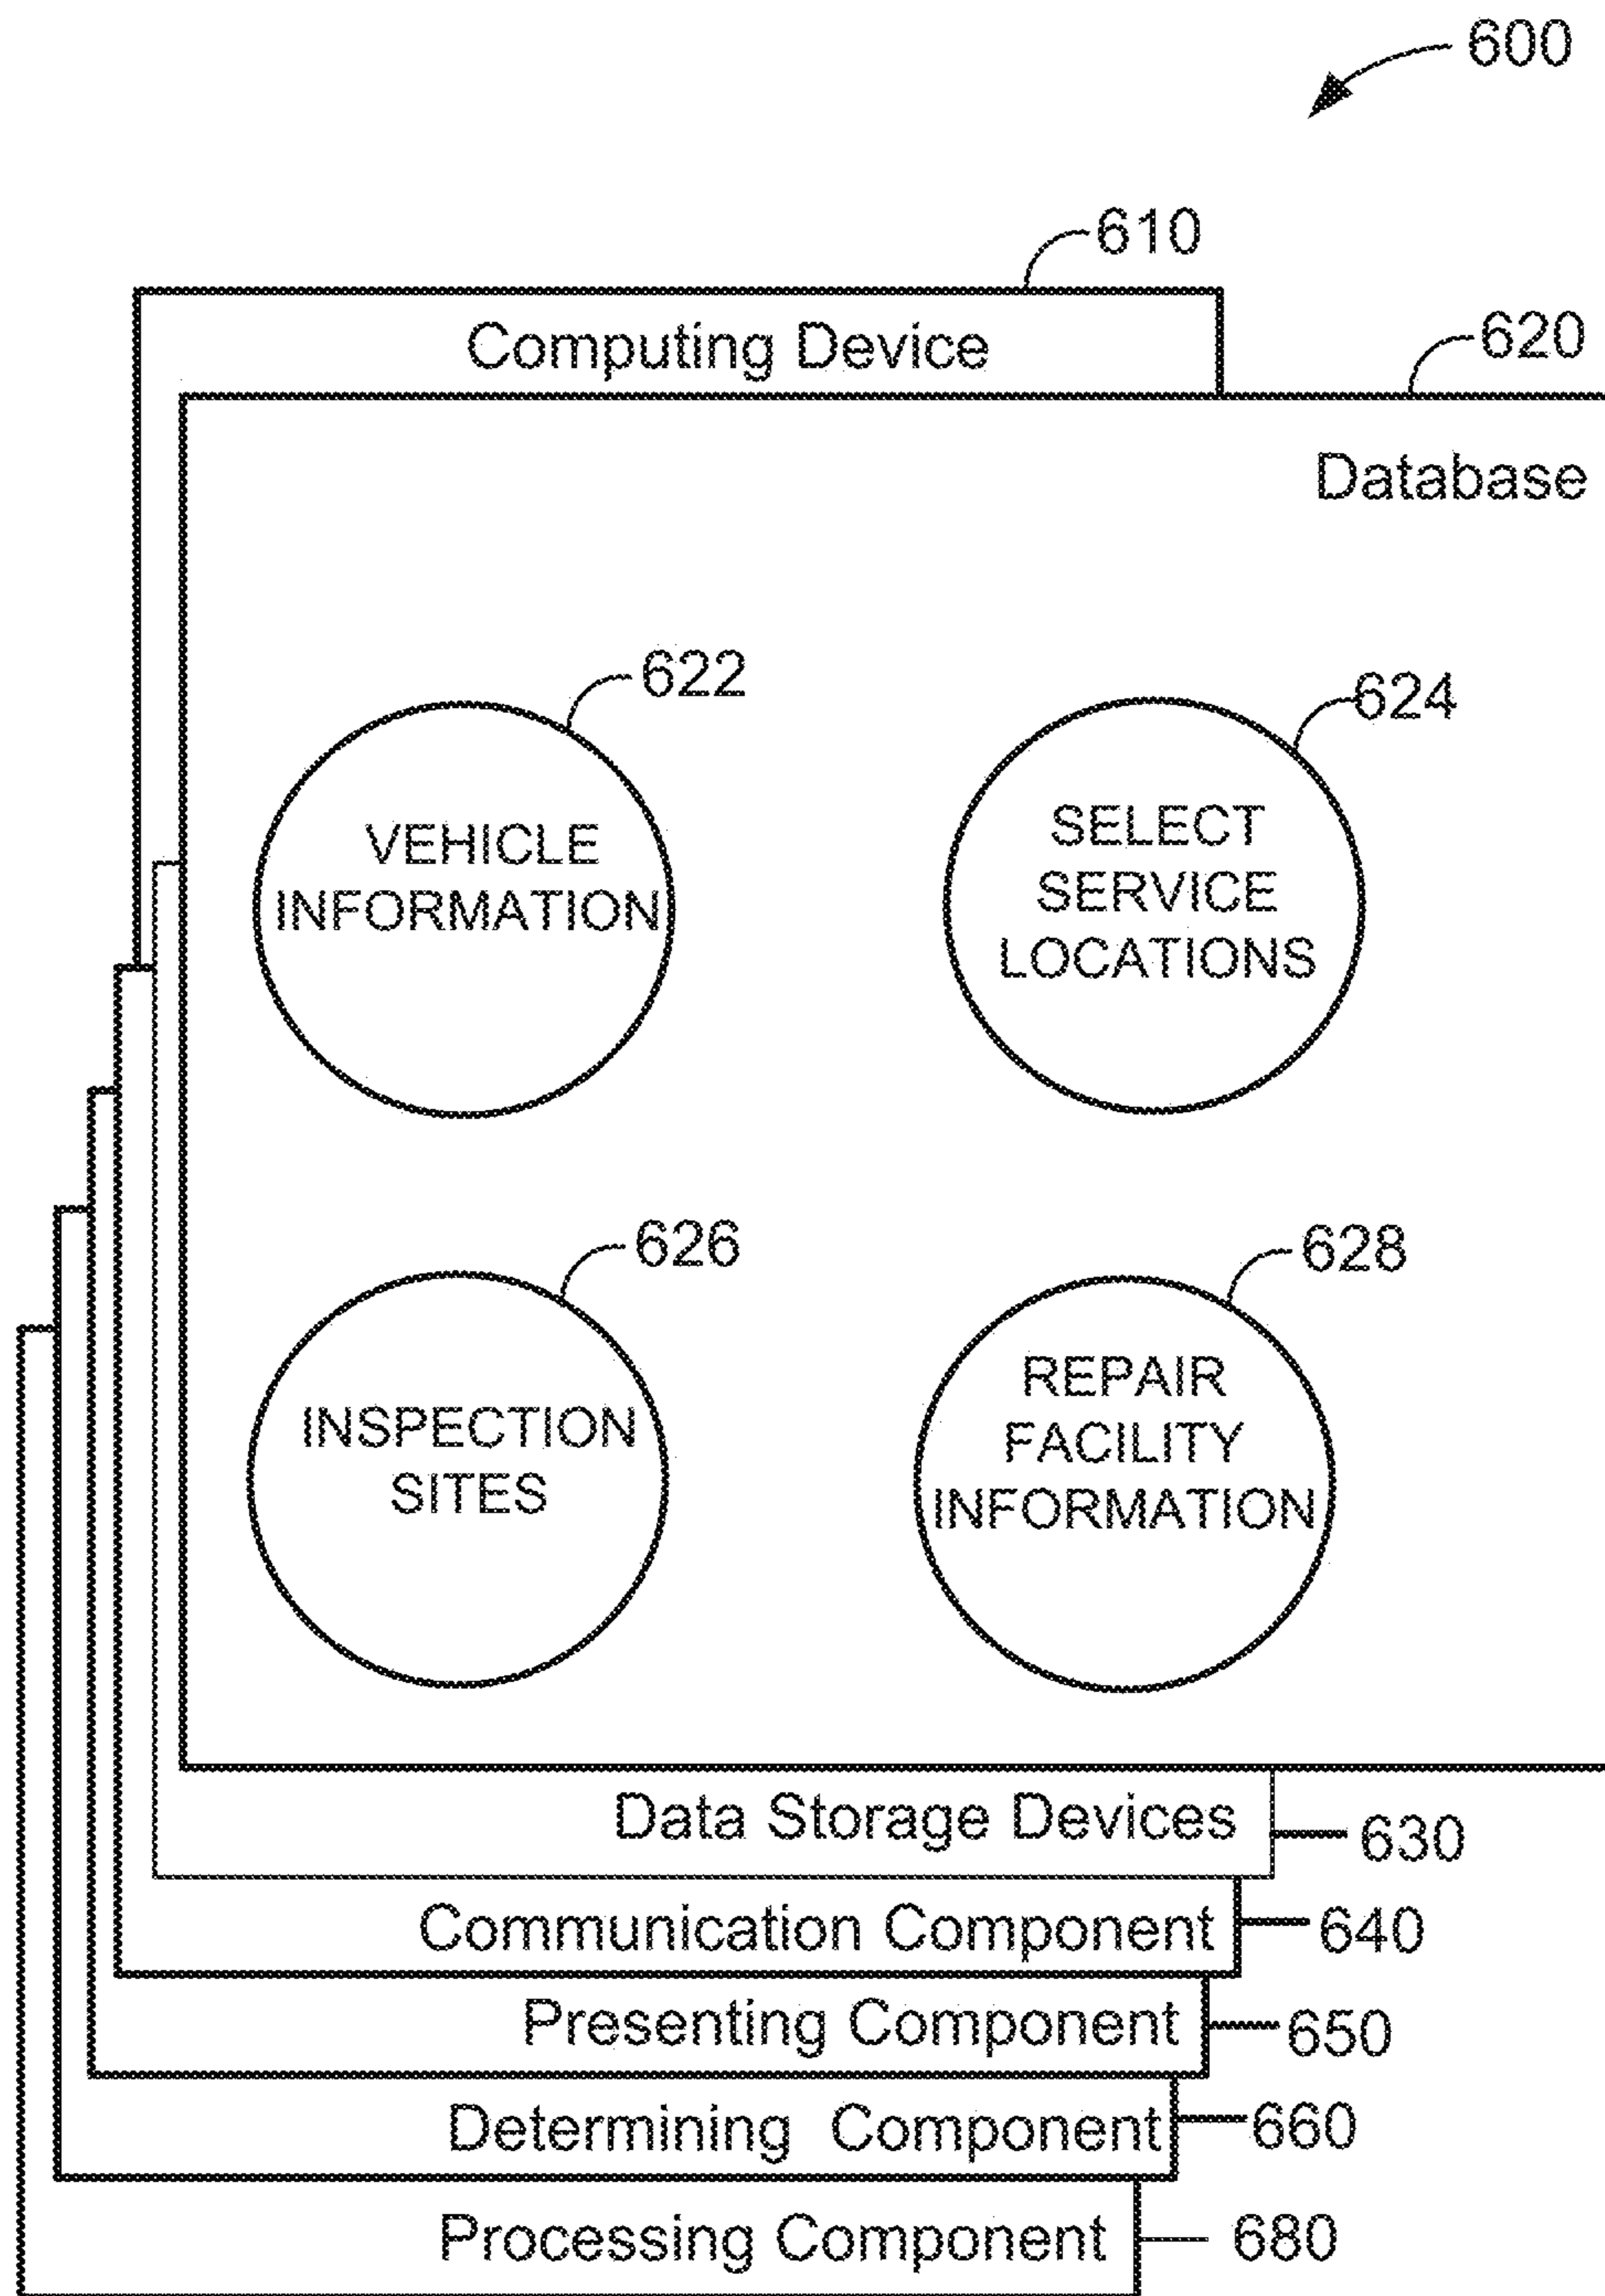 600
610
Computing Device
620
Database
622
624
VEHICLE
INFORMATION
SELECT
SERVICE
LOCATIONS
626
628
INSPECTION
SITES
REPAIR
FACILITY
INFORMATION
Data Storage Devices
630
Communication Component
640
Presenting Component
650
Determining Component
660
Processing Component
680